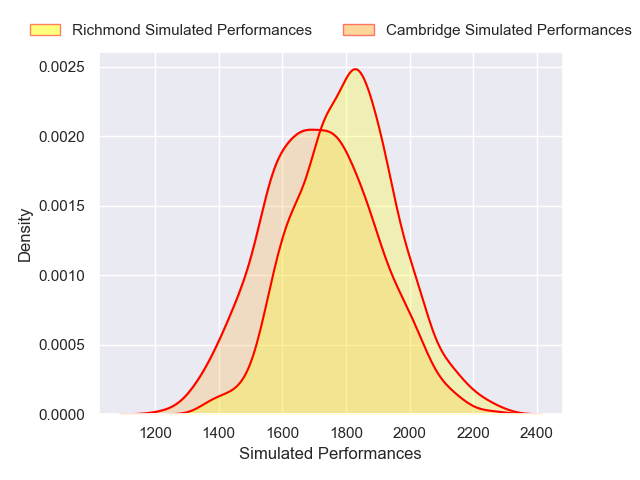 Richmond Simulated Performances
Cambridge Simulated Performances
0.0025
0.0020
0.0015
0.0010
0.0005
0.0000
Density
1200 1400 1600 1800 2000 2200 2400
Simulated Performances